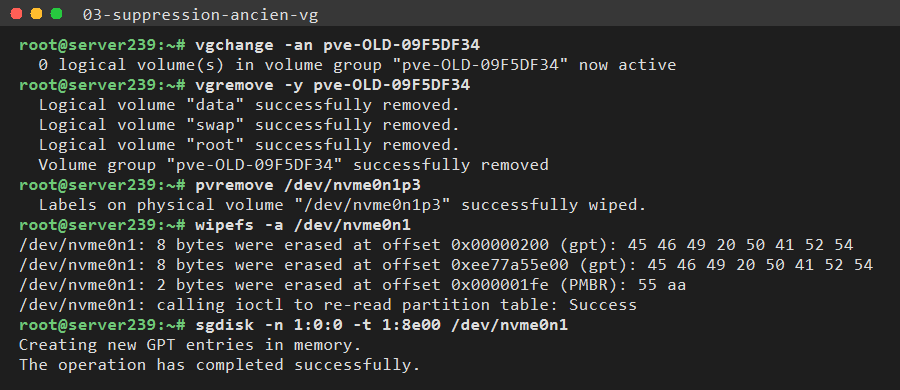 03-suppression-ancien-vg
root@server239:~# vgchange -an pve-OLD-09F5DF34
  0 logical volume(s) in volume group "pve-OLD-09F5DF34" now active
root@server239:~# vgremove -y pve-OLD-09F5DF34
  Logical volume "data" successfully removed.
  Logical volume "swap" successfully removed.
  Logical volume "root" successfully removed.
  Volume group "pve-OLD-09F5DF34" successfully removed
root@server239:~# pvremove /dev/nvme0n1p3
  Labels on physical volume "/dev/nvme0n1p3" successfully wiped.
root@server239:~# wipefs -a /dev/nvme0n1
/dev/nvme0n1: 8 bytes were erased at offset 0x00000200 (gpt): 45 46 49 20 50 41 52 54
/dev/nvme0n1: 8 bytes were erased at offset 0xee77a55e00 (gpt): 45 46 49 20 50 41 52 54
/dev/nvme0n1: 2 bytes were erased at offset 0x000001fe (PMBR): 55 aa
/dev/nvme0n1: calling ioctl to re-read partition table: Success
root@server239:~# sgdisk -n 1:0:0 -t 1:8e00 /dev/nvme0n1
Creating new GPT entries in memory.
The operation has completed successfully.